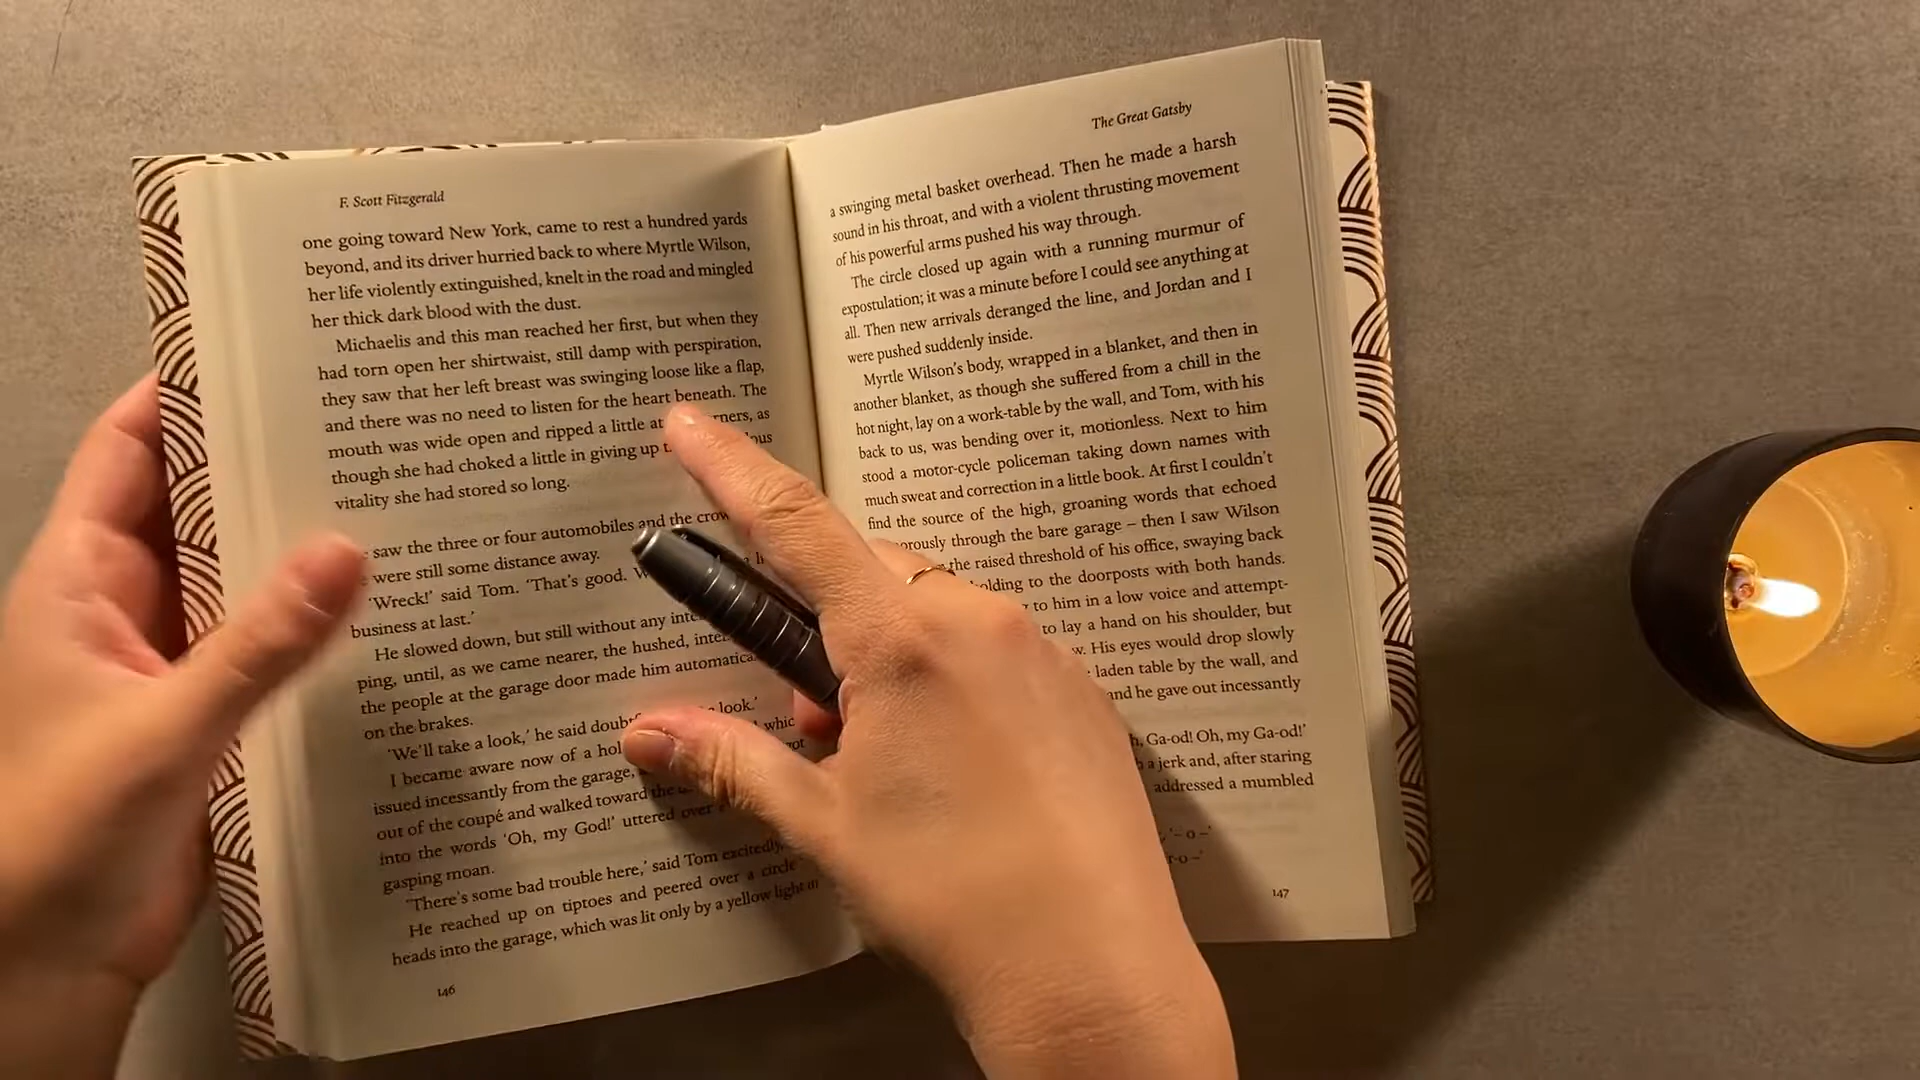 F. Scott Fitzgerald
one going toward New York, came to rest a hundred yards
beyond, and its driver hurried back to where Myrtle Wilson,
her life violently extinguished, knelt in the road and mingled
her thick dark blood with the dust.
Michaelis and this man reached her first, but when they
had torn open her shirtwaist, still damp with perspiration,
they saw that her left breast was swinging loose like a flap,
and there was no need to listen for the heart beneath. The
mouth was wide open and ripped a little at rners, as
though she had choked a little in giving up
vitality she had stored so long.
saw the three or four automobiles and the
were still some distance away.
‘Wreck!’ said Tom. ‘That’s good.
business at last.’
He slowed down, but still without any
ping, until, as we came nearer, the hushed,
the people at the garage door made him
on the brakes.
‘We’ll take a look,’ he said look.’
I became aware now of a
issued incessantly from the garage,
out of the coupé and walked toward the
into the words ‘Oh, my God!’ uttered over
gasping moan.
‘There’s some bad trouble here,’ said Tom excitedly.
He reached up on tiptoes and peered over a circle
heads into the garage, which was lit only by a yellow light in
146
The Great Gatsby
a swinging metal basket overhead. Then he made a harsh
sound in his throat, and with a violent thrusting movement
of his powerful arms pushed his way through.
The circle closed up again with a running murmur of
expostulation; it was a minute before I could see anything at
all. Then new arrivals deranged the line, and Jordan and I
were pushed suddenly inside.
Myrtle Wilson’s body, wrapped in a blanket, and then in
another blanket, as though she suffered from a chill in the
hot night, lay on a work-table by the wall, and Tom, with his
back to us, was bending over it, motionless. Next to him
stood a motor-cycle policeman taking down names with
much sweat and correction in a little book. At first I couldn’t
find the source of the high, groaning words that echoed
orously through the bare garage – then I saw Wilson
the raised threshold of his office, swaying back
olding to the doorposts with both hands.
to him in a low voice and attempt-
to lay a hand on his shoulder, but
His eyes would drop slowly
laden table by the wall, and
and he gave out incessantly
Ga-od! Oh, my Ga-od!’
a jerk and, after staring
addressed a mumbled
‘– o –’
r-o –’
147